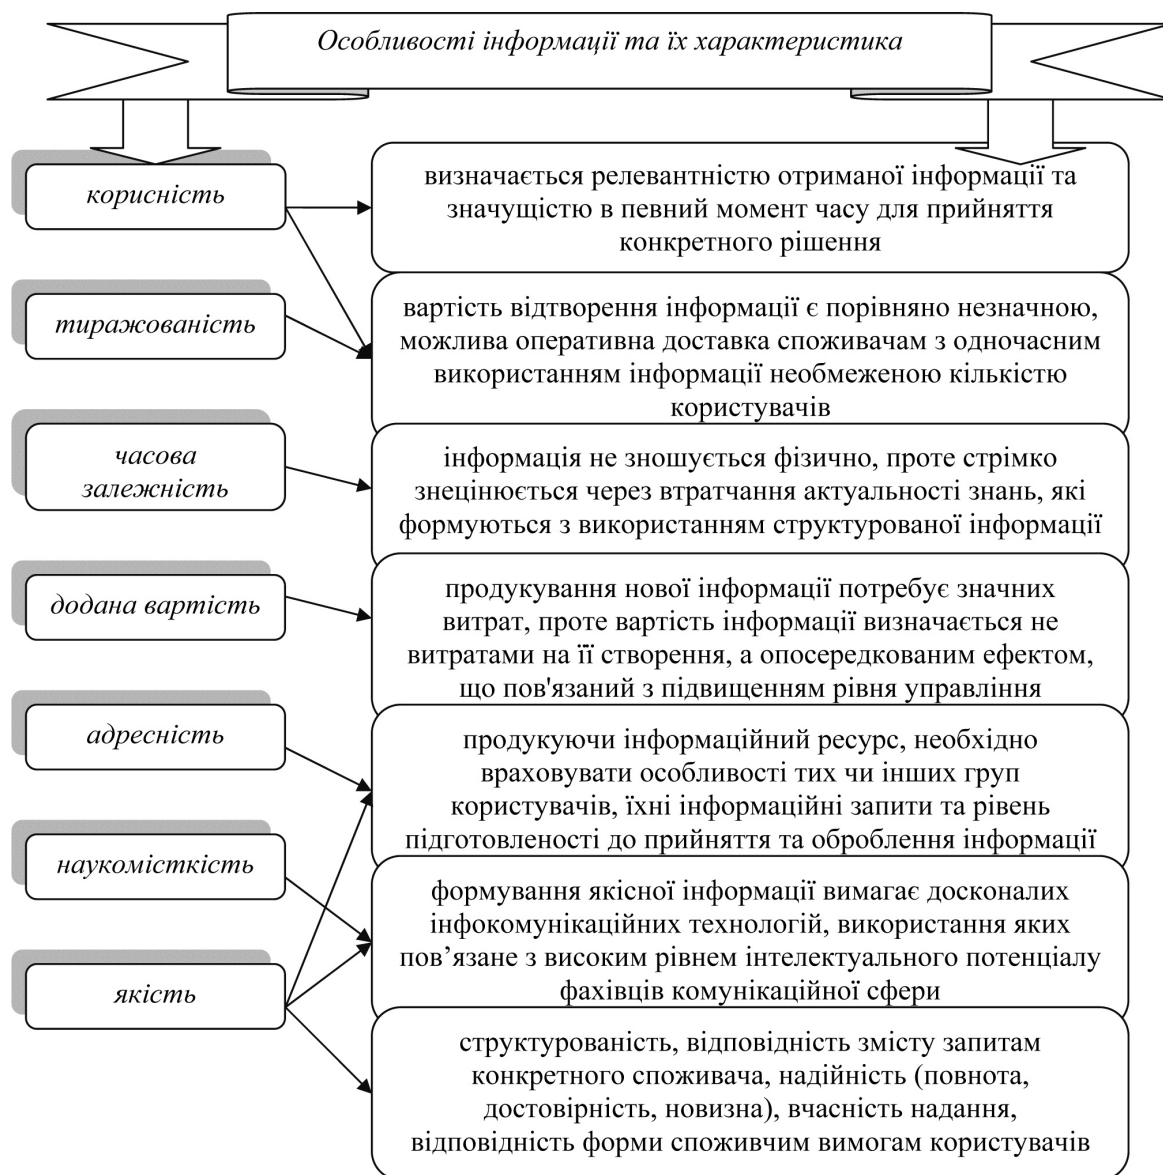 Особливості інформації та їх характеристика
корисність
визначається релевантністю отриманої інформації та
значущістю в певний момент часу для прийняття
конкретного рішення
тиражованість
вартість відтворення інформації є порівняно незначною,
можлива оперативна доставка споживачам з одночасним
використанням інформації необмеженою кількістю
користувачів
часова
залежність
інформація не зношується фізично, проте стрімко
знецінюється через втратчання актуальності знань, які
формуються з використанням структурованої інформації
додана вартість
продукування нової інформації потребує значних
витрат, проте вартість інформації визначається не
витратами на її створення, а опосередкованим ефектом,
що пов'язаний з підвищенням рівня управління
адресність
продукуючи інформаційний ресурс, необхідно
враховувати особливості тих чи інших груп
користувачів, їхні інформаційні запити та рівень
підготовленості до прийняття та оброблення інформації
наукомісткість
формування якісної інформації вимагає досконалих
інфокомунікаційних технологій, використання яких
пов’язане з високим рівнем інтелектуального потенціалу
фахівців комунікаційної сфери
якість
структурованість, відповідність змісту запитам
конкретного споживача, надійність (повнота,
достовірність, новизна), вчасність надання,
відповідність форми споживчим вимогам користувачів